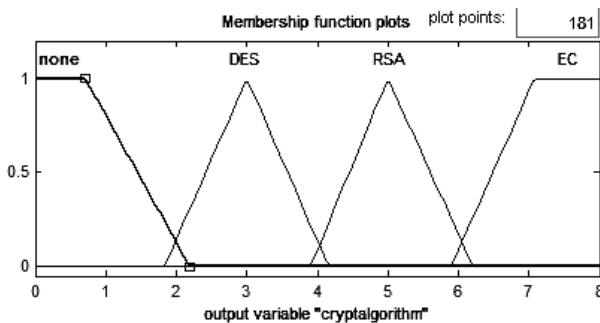 Membership function plots plot points: 181
none DES RSA EC
1
0.5
0
0 1 2 3 4 5 6 7 8
output variable "cryptalgorithm"